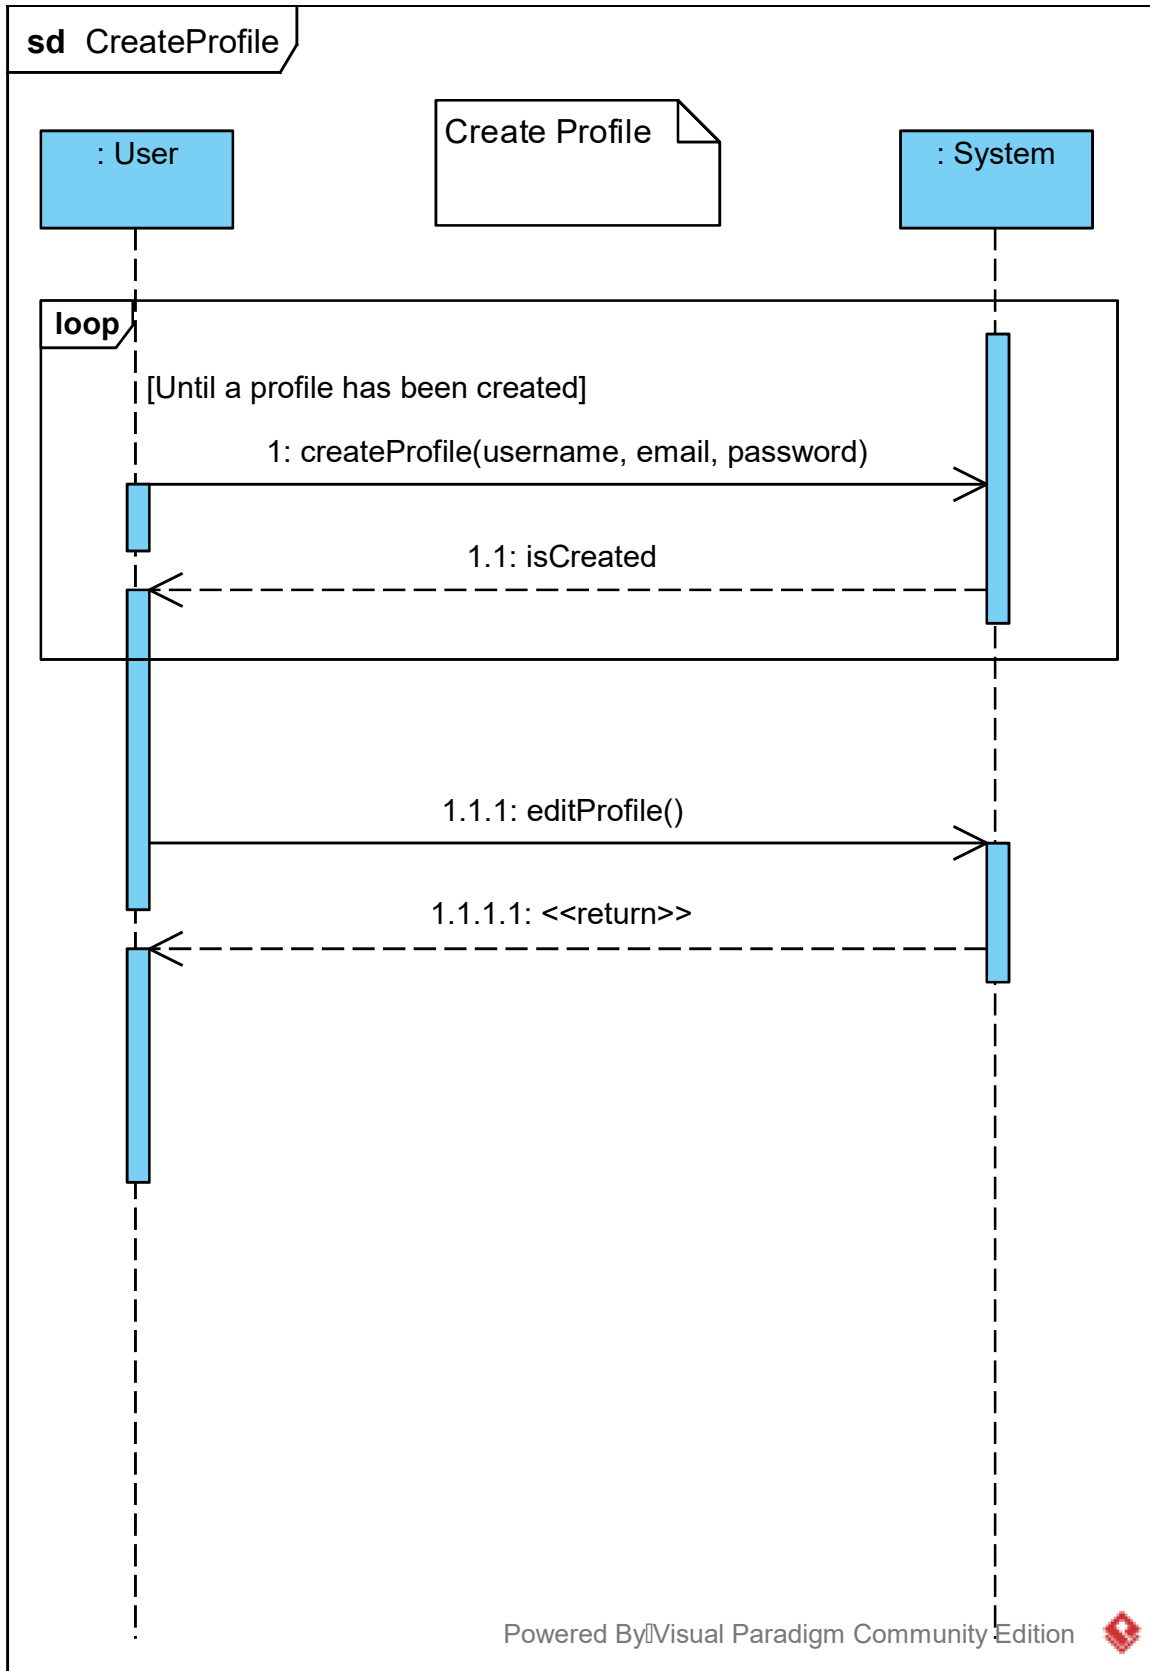 sd CreateProfile
Create Profile
: User
: System
loop
[Until a profile has been created]
1: createProfile(username, email, password)
1.1: isCreated
1.1.1: editProfile()
1.1.1.1: <<return>>
Powered By Visual Paradigm Community Edition